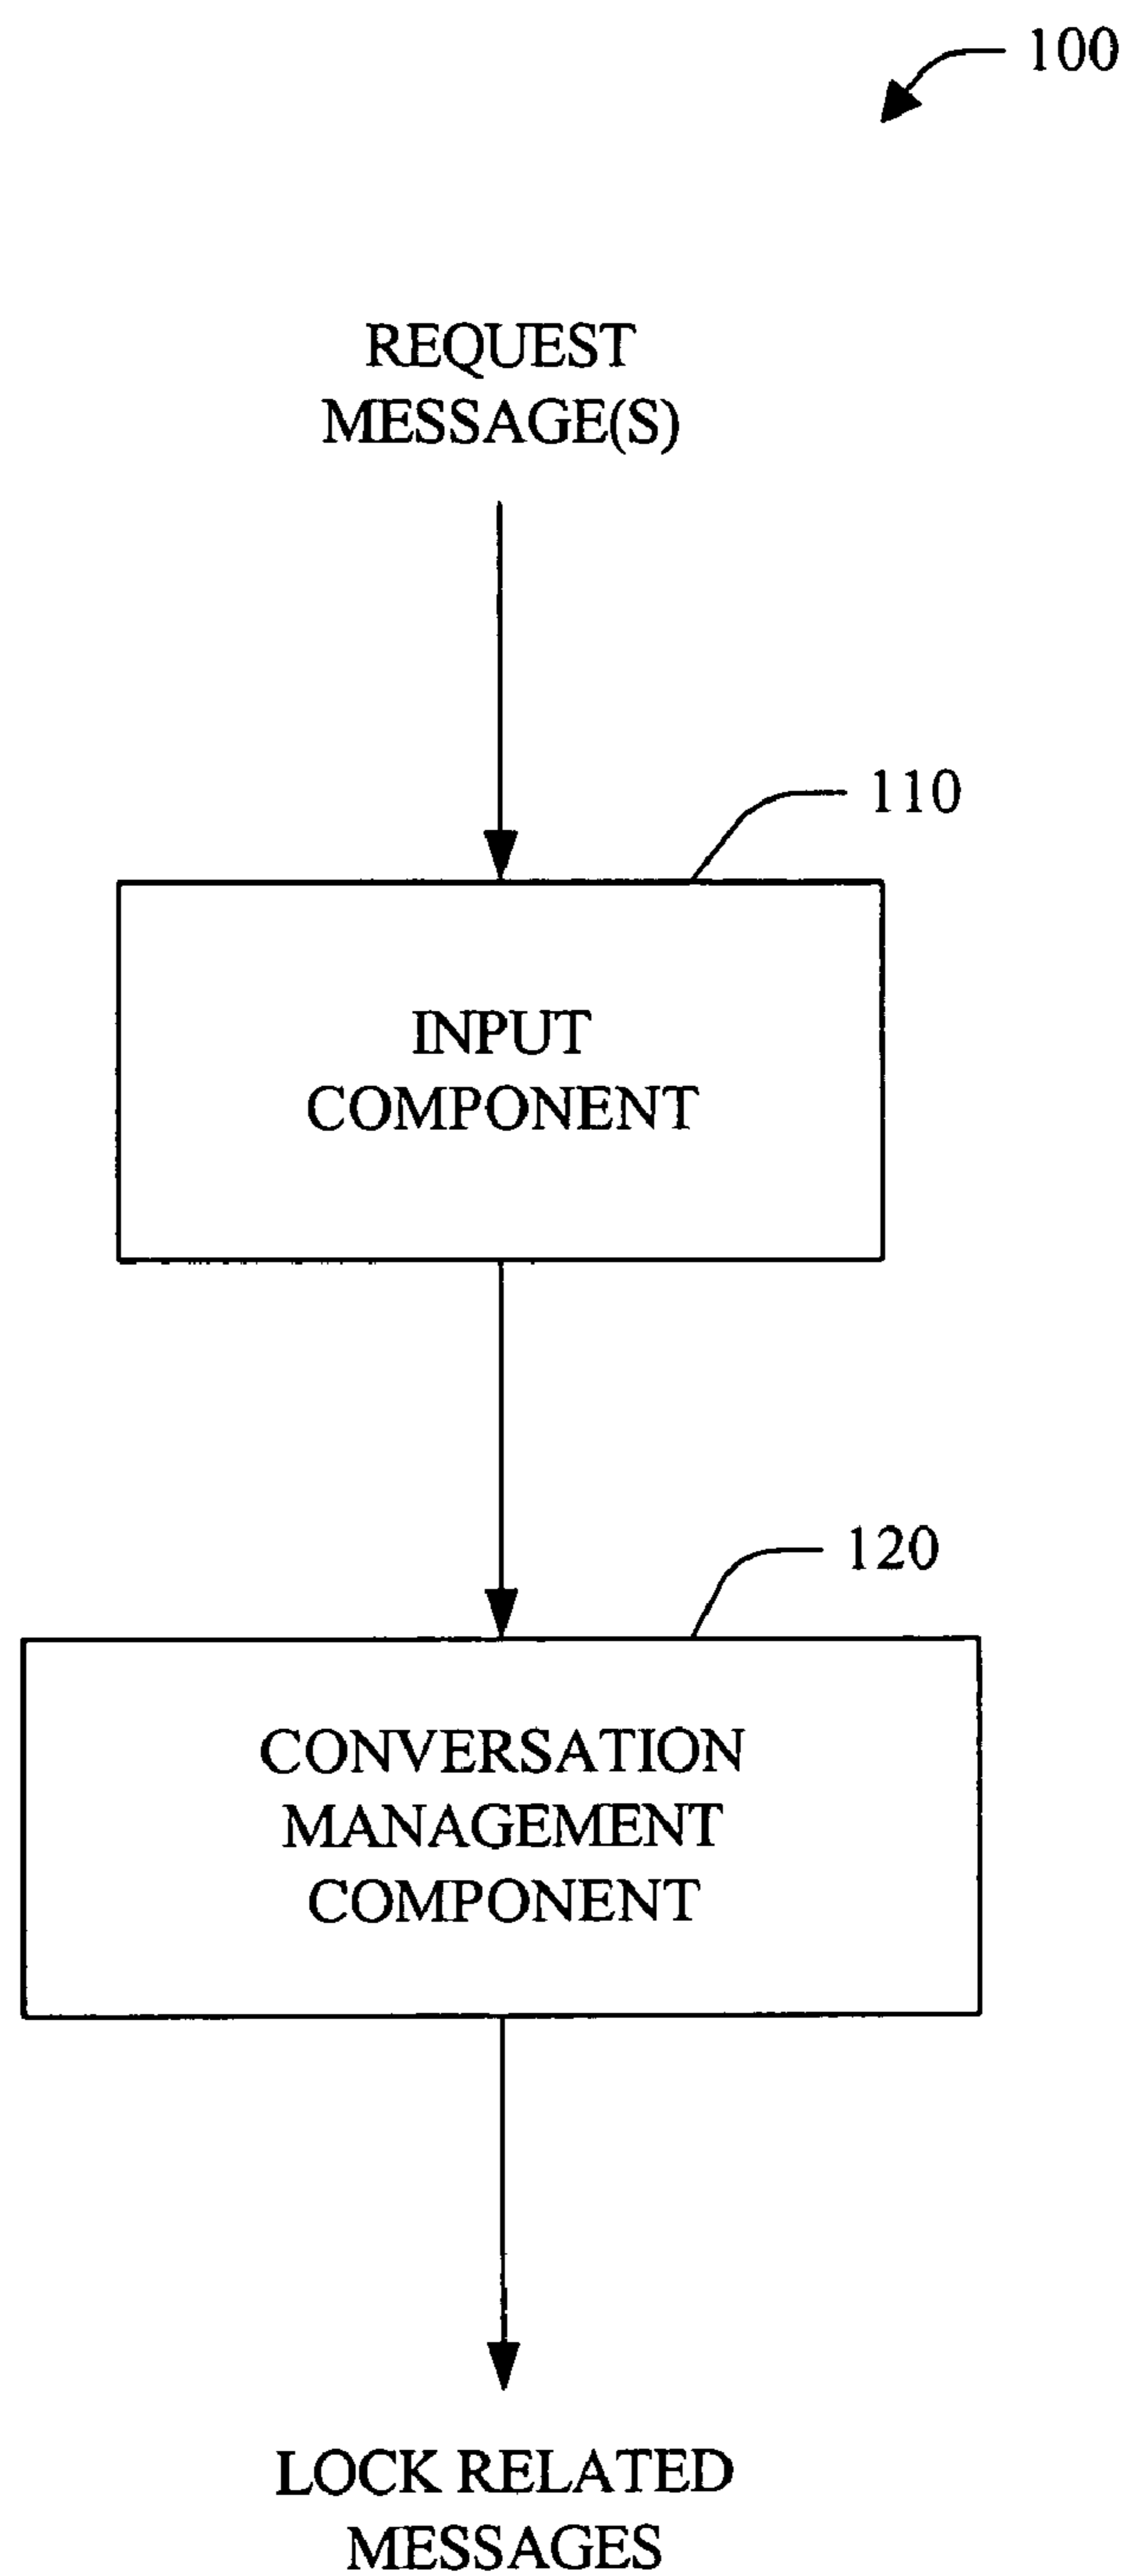 100
REQUEST
MESSAGE(S)
110
INPUT
COMPONENT
120
CONVERSATION
MANAGEMENT
COMPONENT
LOCK RELATED
MESSAGES